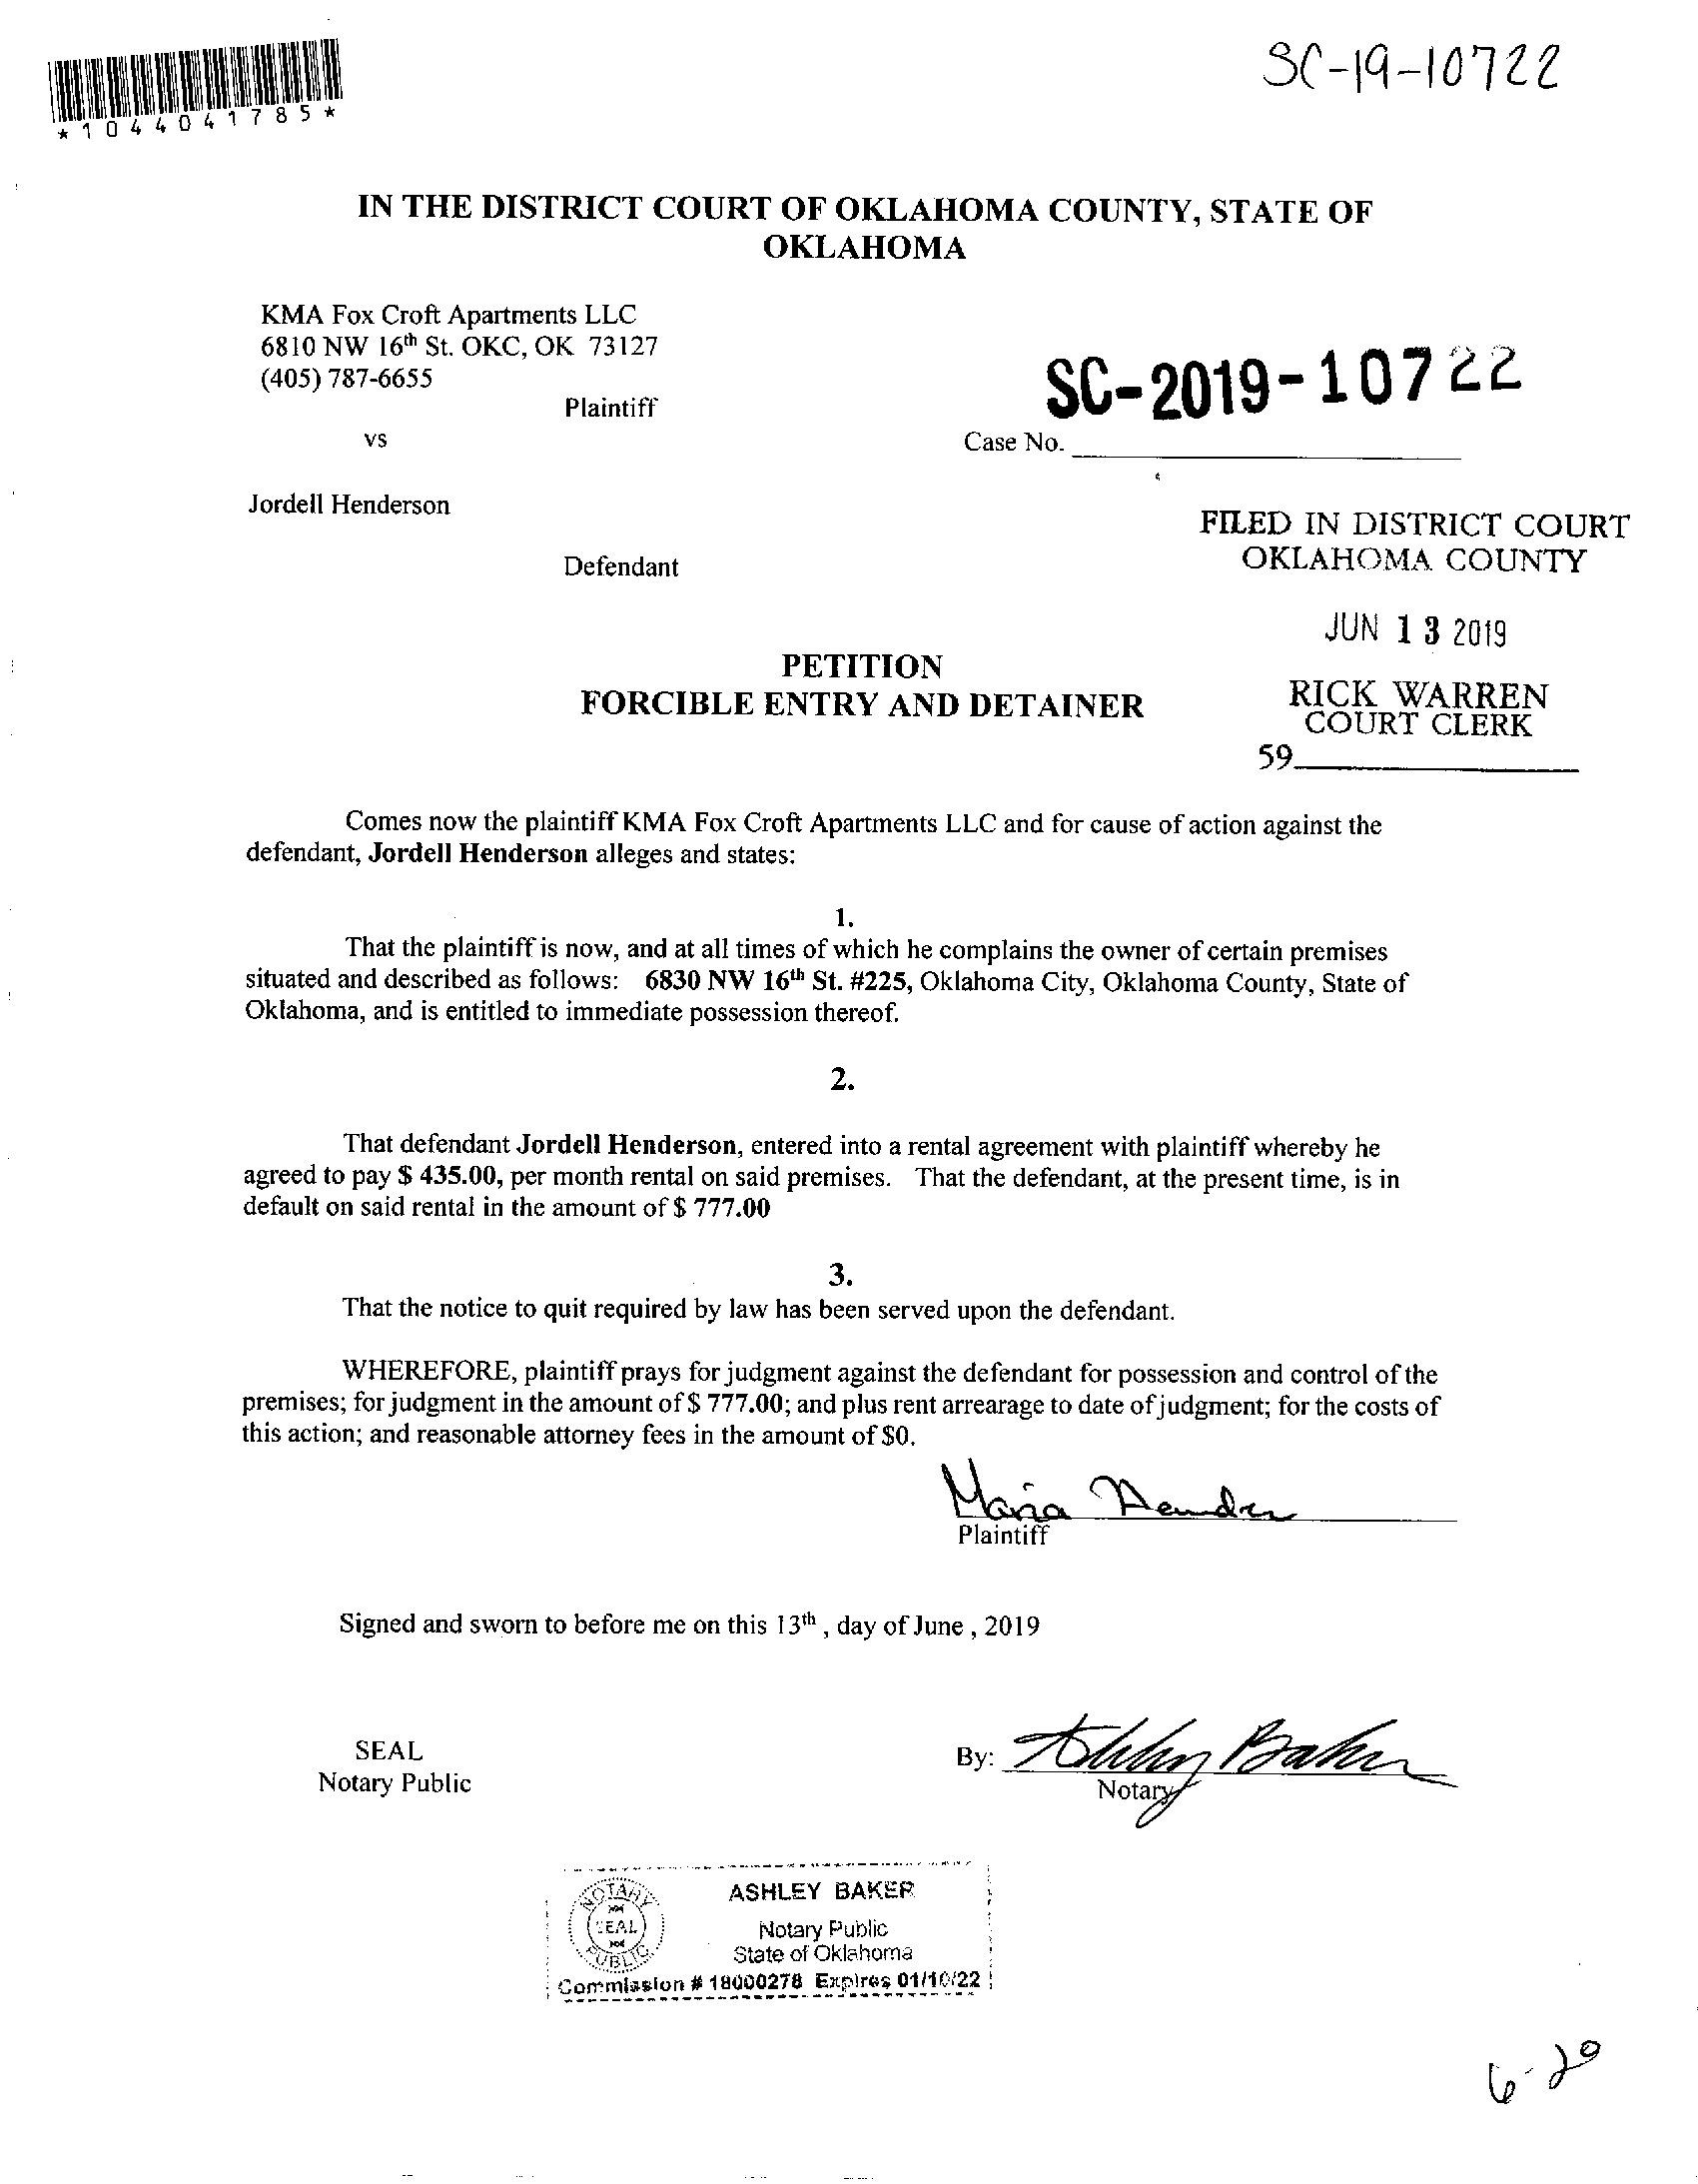 SC-19-10722
*1044041785*
IN THE DISTRICT COURT OF OKLAHOMA COUNTY, STATE OF
OKLAHOMA
KMA Fox Croft Apartments LLC
6810 NW 16th St. OKC, OK 73127
(405) 787-6655
Plaintiff
SC-2019-10722
vs
Case No.
Jordell Henderson
FILED IN DISTRICT COURT
OKLAHOMA COUNTY
Defendant
JUN 13 2019
PETITION
FORCIBLE ENTRY AND DETAINER
RICK WARREN
COURT CLERK
59
Comes now the plaintiff KMA Fox Croft Apartments LLC and for cause of action against the
defendant, Jordell Henderson alleges and states:
1.
That the plaintiff is now, and at all times of which he complains the owner of certain premises
situated and described as follows: 6830 NW 16th St. #225, Oklahoma City, Oklahoma County, State of
Oklahoma, and is entitled to immediate possession thereof.
2.
That defendant Jordell Henderson, entered into a rental agreement with plaintiff whereby he
agreed to pay $ 435.00, per month rental on said premises. That the defendant, at the present time, is in
default on said rental in the amount of $ 777.00
3.
That the notice to quit required by law has been served upon the defendant.
WHEREFORE, plaintiff prays for judgment against the defendant for possession and control of the
premises; for judgment in the amount of $ 777.00; and plus rent arrearage to date of judgment; for the costs of
this action; and reasonable attorney fees in the amount of $0.
Maria
Plaintiff
Signed and sworn to before me on this 13th , day of June , 2019
SEAL
Notary Public
By: Ashley Baker
Notary
NOTARY
SEAL
PUBLIC
ASHLEY BAKER
Notary Public
State of Oklahoma
Commission # 18000278 Expires 01/10/22
6-20